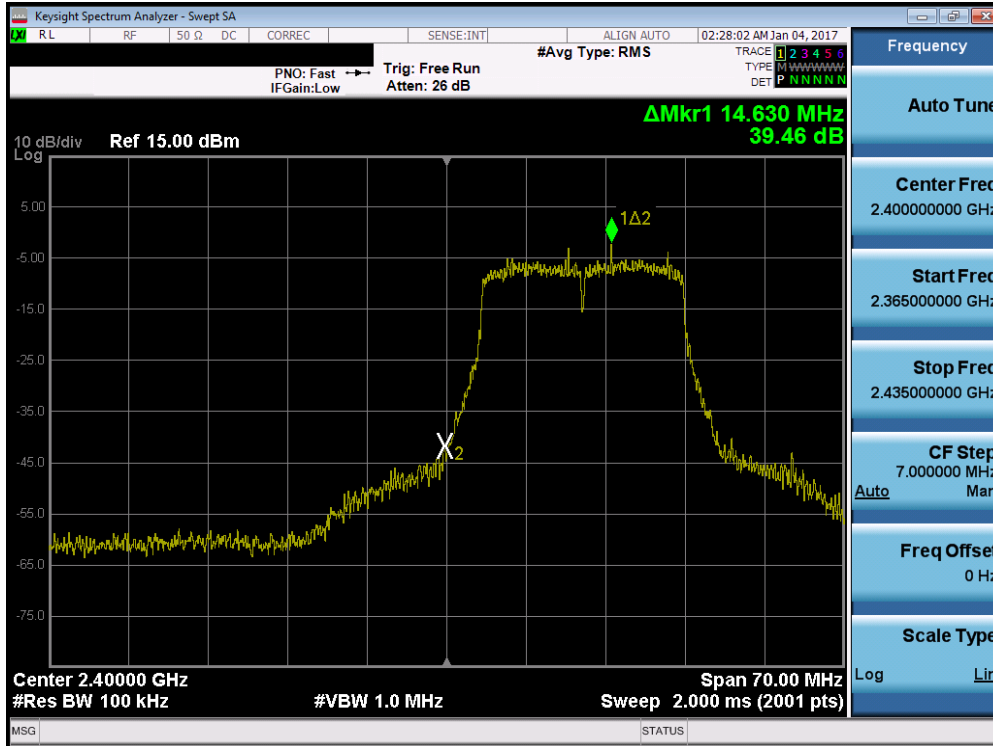 Keysight Spectrum Analyzer - Swept SA
LXI RL RF 50 Ω DC CORREC SENSE:INT ALIGN AUTO 02:28:02 AM Jan 04, 2017
#Avg Type: RMS TRACE 1 2 3 4 5 6
PNO: Fast Trig: Free Run TYPE M W W W W W
IFGain:Low Atten: 26 dB DET P N N N N N
Frequency
Auto Tune
ΔMkr1 14.630 MHz
39.46 dB
10 dB/div Ref 15.00 dBm
Log
5.00
-5.00
-15.0
-25.0
-35.0
-45.0
-55.0
-65.0
-75.0
1Δ2
X2
Center 2.40000 GHz Span 70.00 MHz
#Res BW 100 kHz #VBW 1.0 MHz Sweep 2.000 ms (2001 pts)
Center Freq
2.400000000 GHz
Start Freq
2.365000000 GHz
Stop Freq
2.435000000 GHz
CF Step
7.000000 MHz
Auto Man
Freq Offset
0 Hz
Scale Type
Log Lin
MSG STATUS